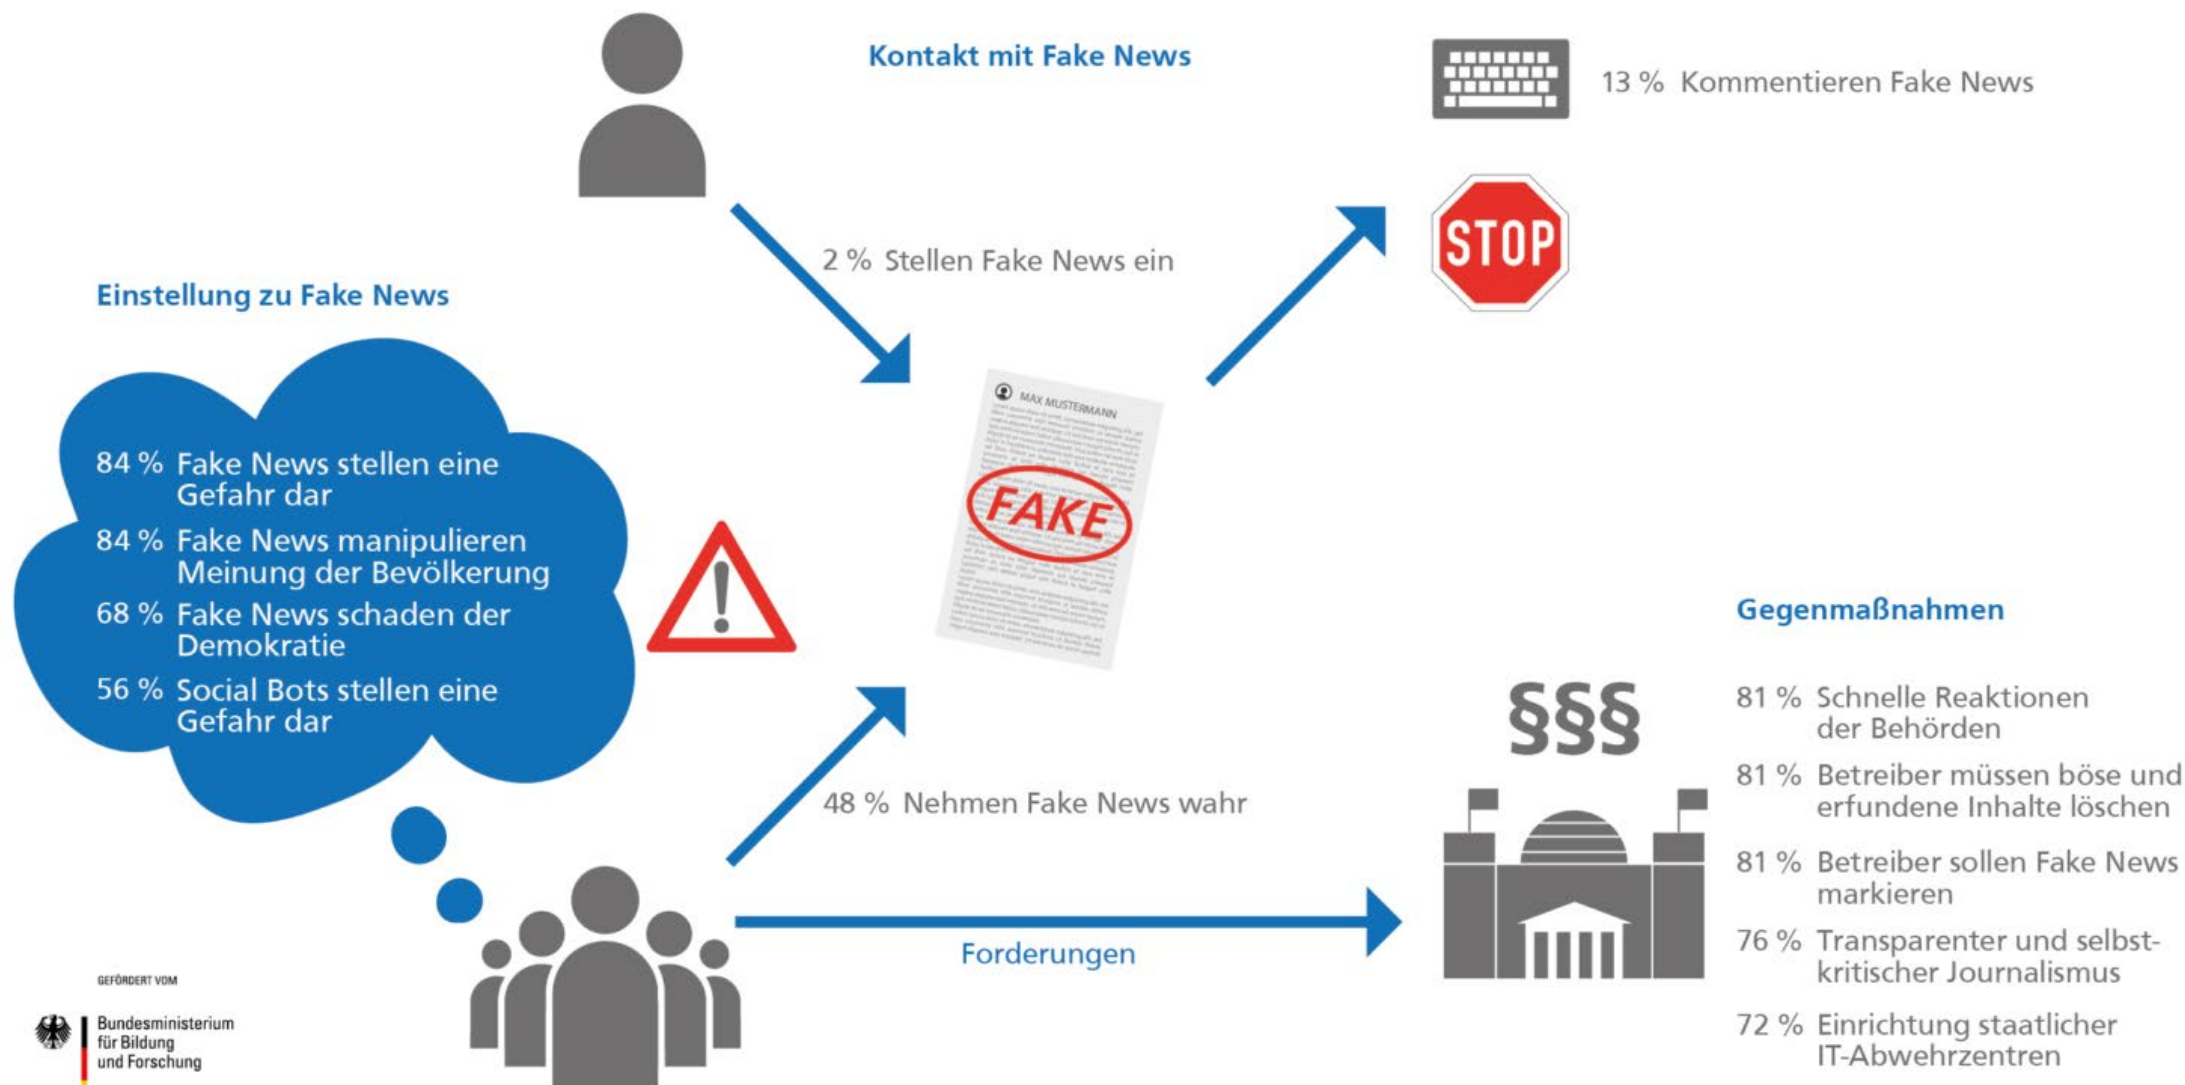 Kontakt mit Fake News
13 % Kommentieren Fake News
STOP
2 % Stellen Fake News ein
Einstellung zu Fake News
84 % Fake News stellen eine
Gefahr dar
84 % Fake News manipulieren
Meinung der Bevölkerung
68 % Fake News schaden der
Demokratie
56 % Social Bots stellen eine
Gefahr dar
!
MAX MUSTERMANN
FAKE
48 % Nehmen Fake News wahr
Forderungen
Gegenmaßnahmen
§§§
81 % Schnelle Reaktionen
der Behörden
81 % Betreiber müssen böse und
erfundene Inhalte löschen
81 % Betreiber sollen Fake News
markieren
76 % Transparenter und selbst-
kritischer Journalismus
72 % Einrichtung staatlicher
IT-Abwehrzentren
GEFÖRDERT VOM
Bundesministerium
für Bildung
und Forschung